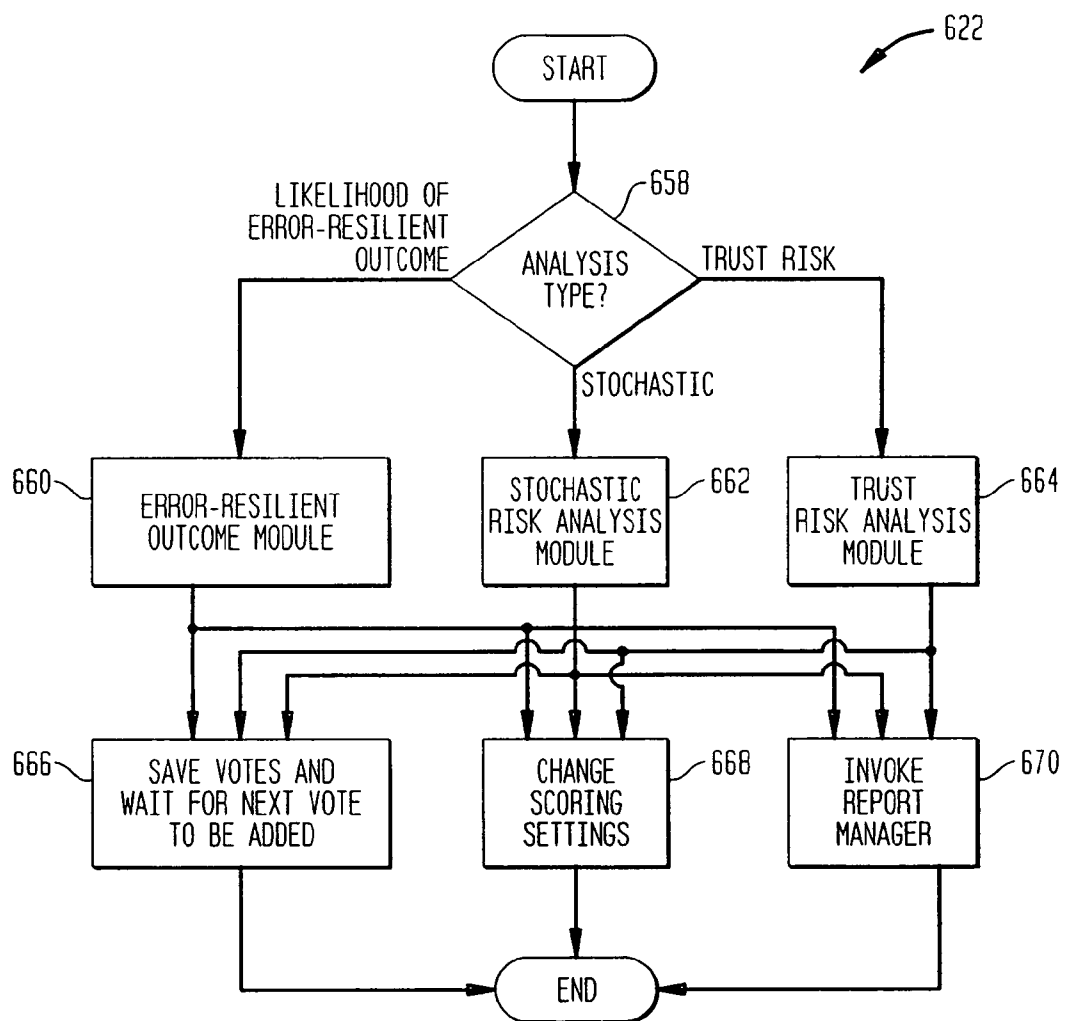 622
START
658
LIKELIHOOD OF
ERROR-RESILIENT
OUTCOME
ANALYSIS
TYPE?
TRUST RISK
STOCHASTIC
660
ERROR-RESILIENT
OUTCOME MODULE
STOCHASTIC
RISK ANALYSIS
MODULE
662
TRUST
RISK ANALYSIS
MODULE
664
666
SAVE VOTES AND
WAIT FOR NEXT VOTE
TO BE ADDED
CHANGE
SCORING
SETTINGS
668
INVOKE
REPORT
MANAGER
670
END